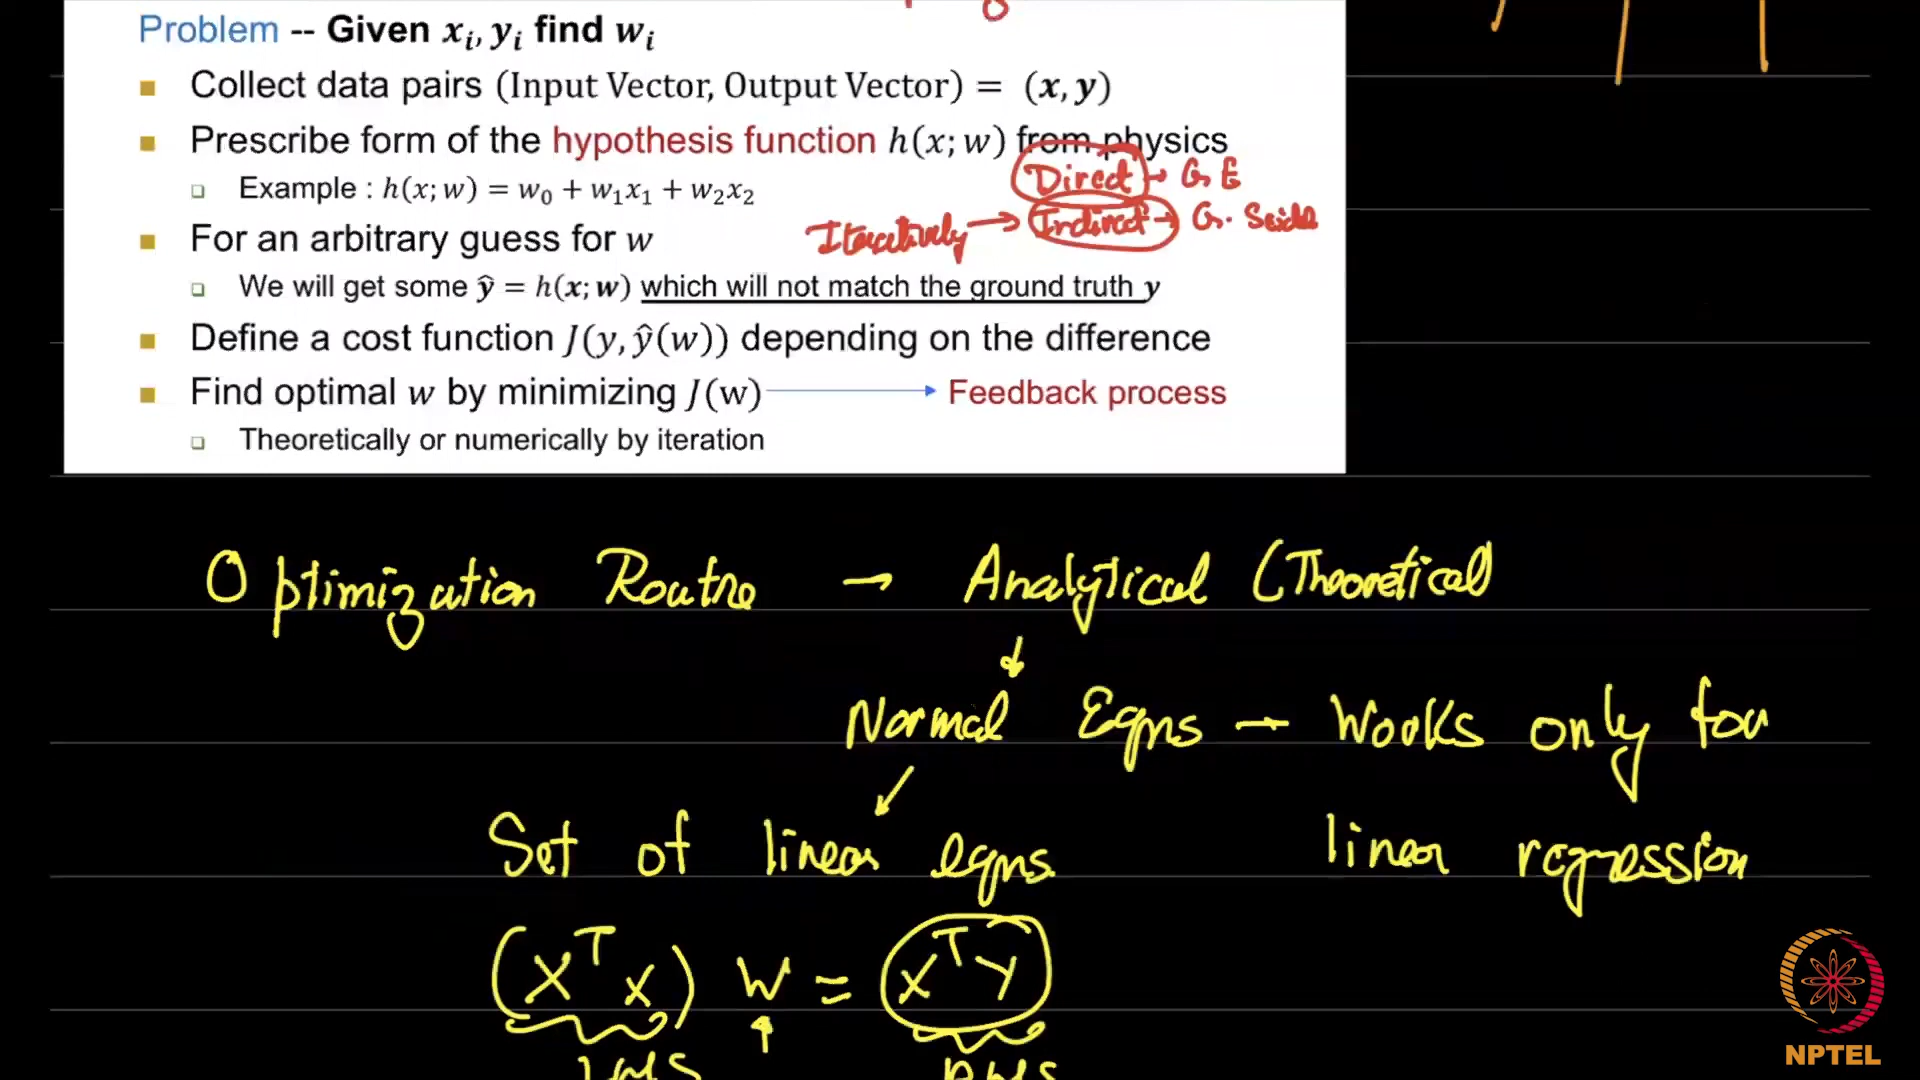 Problem -- Given xᵢ, yᵢ find wᵢ
Collect data pairs (Input Vector, Output Vector) = (x, y)
Prescribe form of the hypothesis function h(x; w) from physics
Direct → G.E
Example : h(x; w) = w₀ + w₁x₁ + w₂x₂
Iteratively → Indirect → G. Seidel
For an arbitrary guess for w
We will get some ŷ = h(x; w) which will not match the ground truth y
Define a cost function J(y, ŷ(w)) depending on the difference
Find optimal w by minimizing J(w) → Feedback process
Theoretically or numerically by iteration
Optimization Routne → Analytical (Theoretical
Normal Eqns → Works only for
linear regression
Set of linear eqns.
(XᵀX) W = XᵀY
LHS RHS
NPTEL